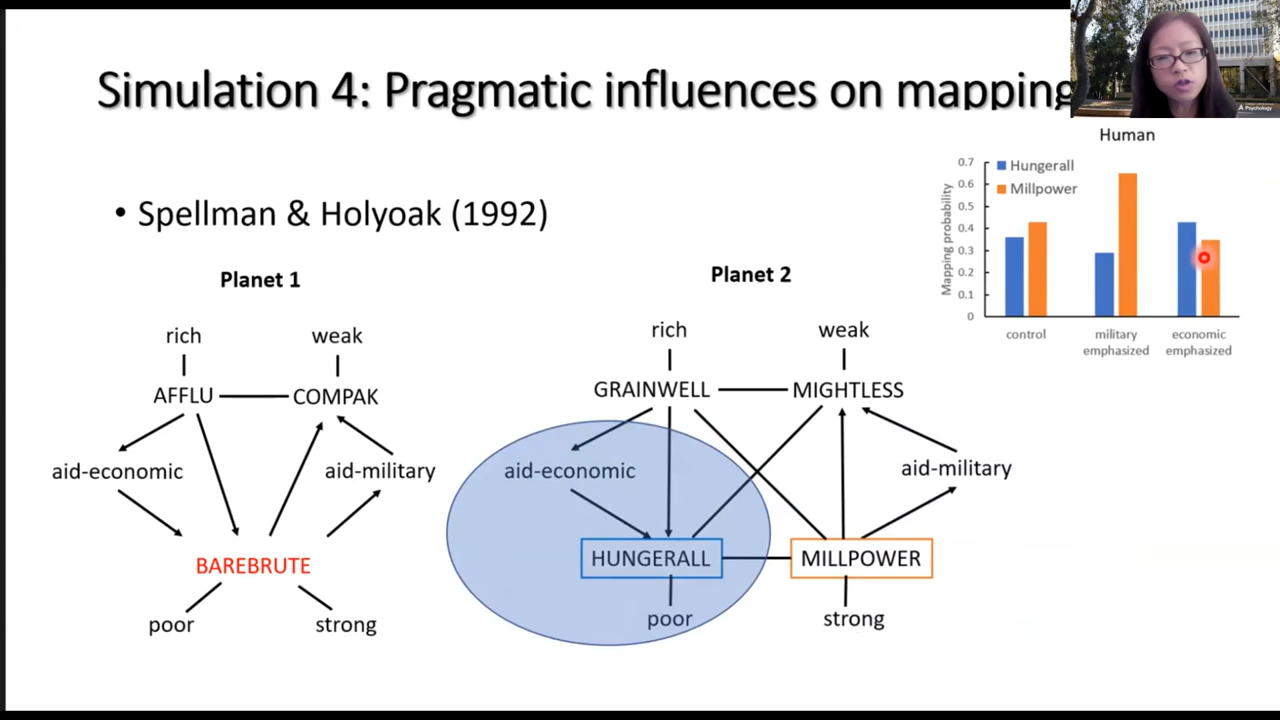 Simulation 4: Pragmatic influences on mapping
Psychology
Human
• Spellman & Holyoak (1992)
Mapping probability
0.7
0.6
0.5
0.4
0.3
0.2
0.1
0
Hungerall
Millpower
control
military emphasized
economic emphasized
Planet 1
rich
weak
AFFLU
COMPAK
aid-economic
aid-military
BAREBRUTE
poor
strong
Planet 2
rich
weak
GRAINWELL
MIGHTLESS
aid-economic
aid-military
HUNGERALL
MILLPOWER
poor
strong